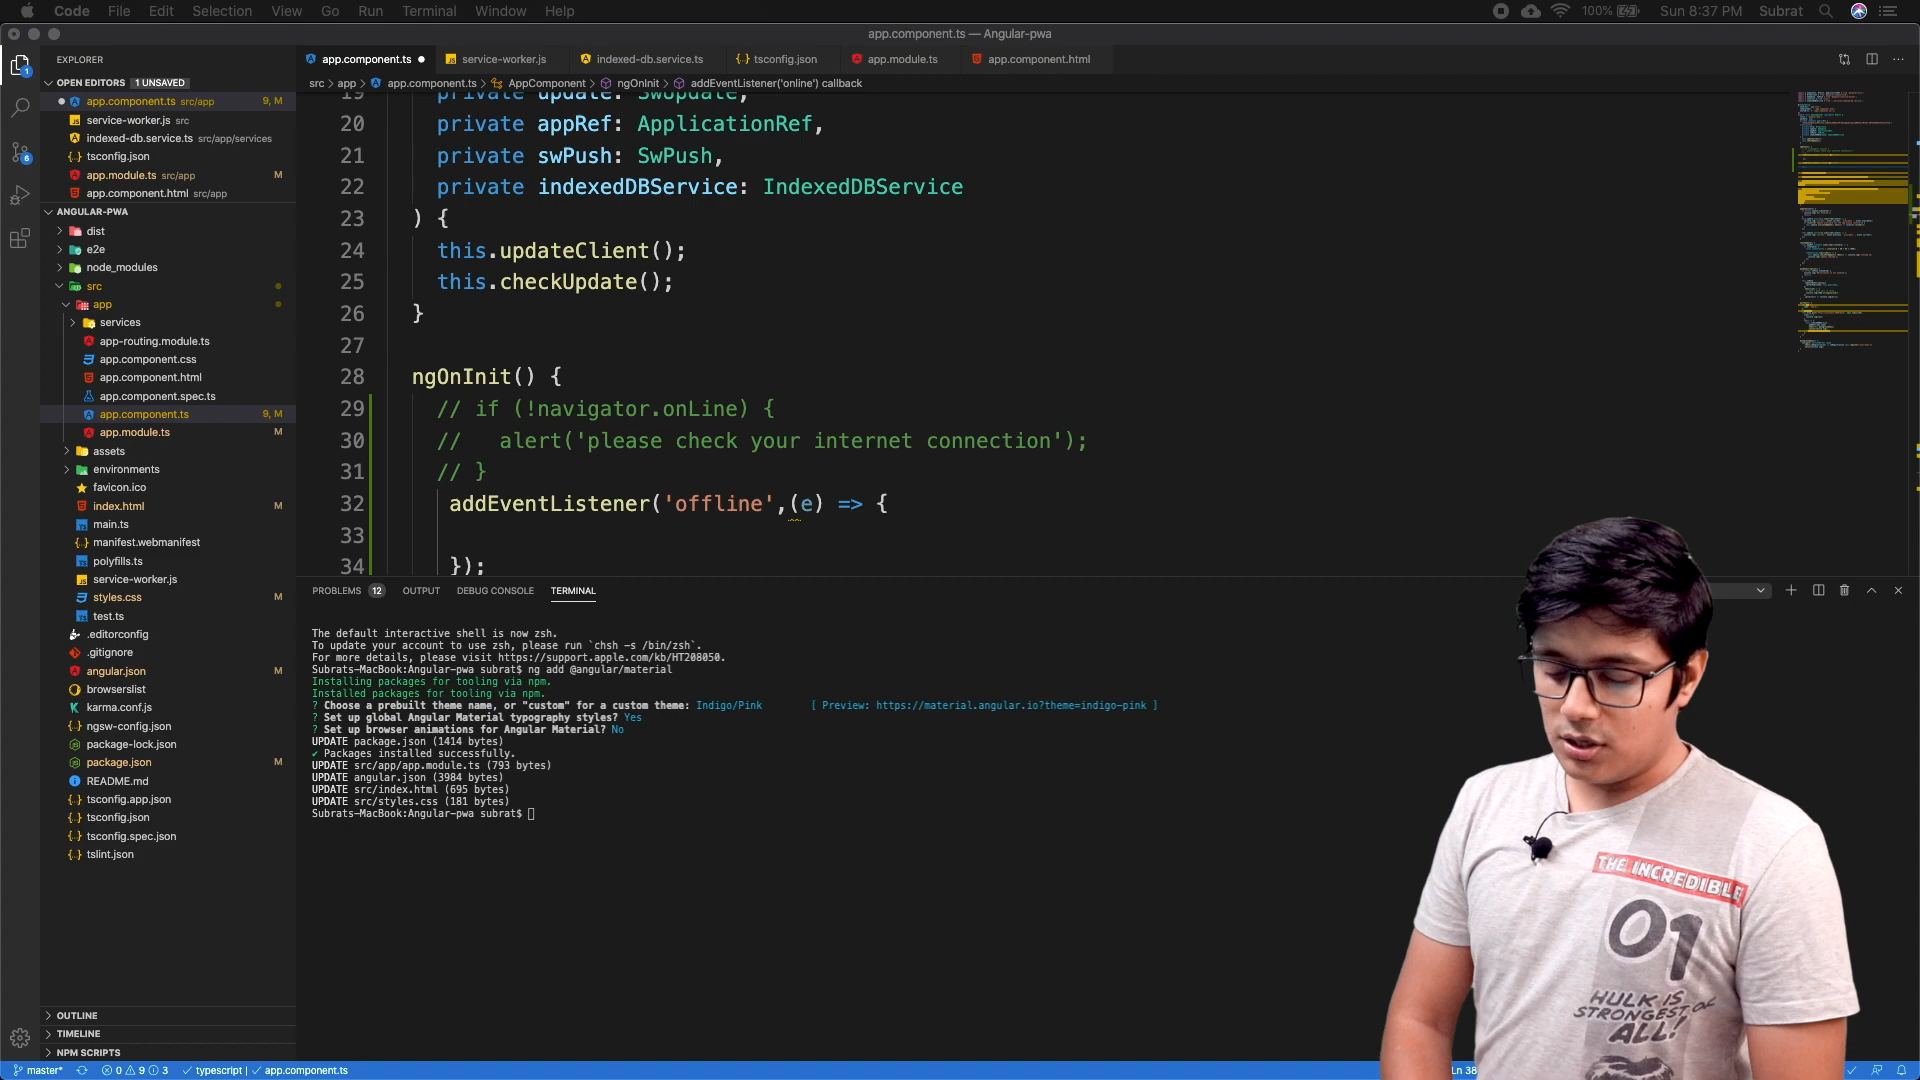 Code File Edit Selection View Go Run Terminal Window Help
100% Sun 8:37 PM Subrat
app.component.ts — Angular-pwa
EXPLORER
OPEN EDITORS 1 UNSAVED
app.component.ts src/app 9, M
service-worker.js src
indexed-db.service.ts src/app/services
tsconfig.json
app.module.ts src/app M
app.component.html src/app
ANGULAR-PWA
dist
e2e
node_modules
src
app
services
app-routing.module.ts
app.component.css
app.component.html
app.component.spec.ts
app.component.ts 9, M
app.module.ts M
assets
environments
favicon.ico
index.html M
main.ts
manifest.webmanifest
polyfills.ts
service-worker.js
styles.css M
test.ts
.editorconfig
.gitignore
angular.json M
browserslist
karma.conf.js
ngsw-config.json
package-lock.json
package.json M
README.md
tsconfig.app.json
tsconfig.json
tsconfig.spec.json
tslint.json
OUTLINE
TIMELINE
NPM SCRIPTS
app.component.ts service-worker.js indexed-db.service.ts tsconfig.json app.module.ts app.component.html
src > app > app.component.ts > AppComponent > ngOnInit > addEventListener('online') callback
19 private update: SwUpdate,
20 private appRef: ApplicationRef,
21 private swPush: SwPush,
22 private indexedDBService: IndexedDBService
23 ) {
24 this.updateClient();
25 this.checkUpdate();
26 }
27
28 ngOnInit() {
29 // if (!navigator.onLine) {
30 // alert('please check your internet connection');
31 // }
32 addEventListener('offline',(e) => {
33
34 });
PROBLEMS 12 OUTPUT DEBUG CONSOLE TERMINAL
The default interactive shell is now zsh.
To update your account to use zsh, please run `chsh -s /bin/zsh`.
For more details, please visit https://support.apple.com/kb/HT208050.
Subrats-MacBook:Angular-pwa subrat$ ng add @angular/material
Installing packages for tooling via npm.
Installed packages for tooling via npm.
? Choose a prebuilt theme name, or "custom" for a custom theme: Indigo/Pink [ Preview: https://material.angular.io?theme=indigo-pink ]
? Set up global Angular Material typography styles? Yes
? Set up browser animations for Angular Material? No
UPDATE package.json (1414 bytes)
✔ Packages installed successfully.
UPDATE src/app/app.module.ts (793 bytes)
UPDATE angular.json (3984 bytes)
UPDATE src/index.html (695 bytes)
UPDATE src/styles.css (181 bytes)
Subrats-MacBook:Angular-pwa subrat$
THE INCREDIBLE
01
HULK IS
STRONGEST OF
ALL!
master* 0 9 3 typescript | app.component.ts
Ln 38